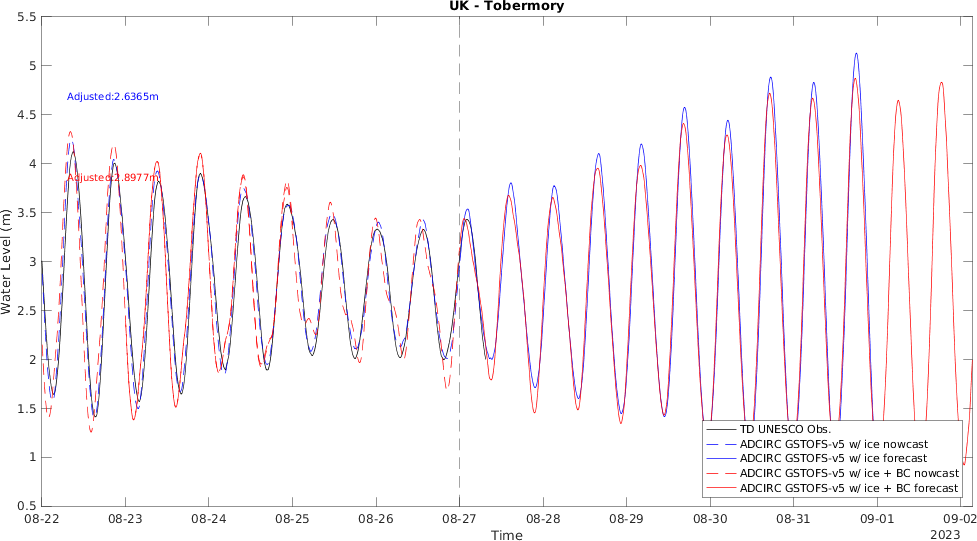 UK - Tobermory
5.5
5
4.5
4
3.5
3
2.5
2
1.5
1
0.5
Water Level (m)
Adjusted:2.6365m
Adjusted:2.8977m
TD UNESCO Obs.
ADCIRC GSTOFS-v5 w/ ice nowcast
ADCIRC GSTOFS-v5 w/ ice forecast
ADCIRC GSTOFS-v5 w/ ice + BC nowcast
ADCIRC GSTOFS-v5 w/ ice + BC forecast
08-22 08-23 08-24 08-25 08-26 08-27 08-28 08-29 08-30 08-31 09-01 09-02
Time
2023